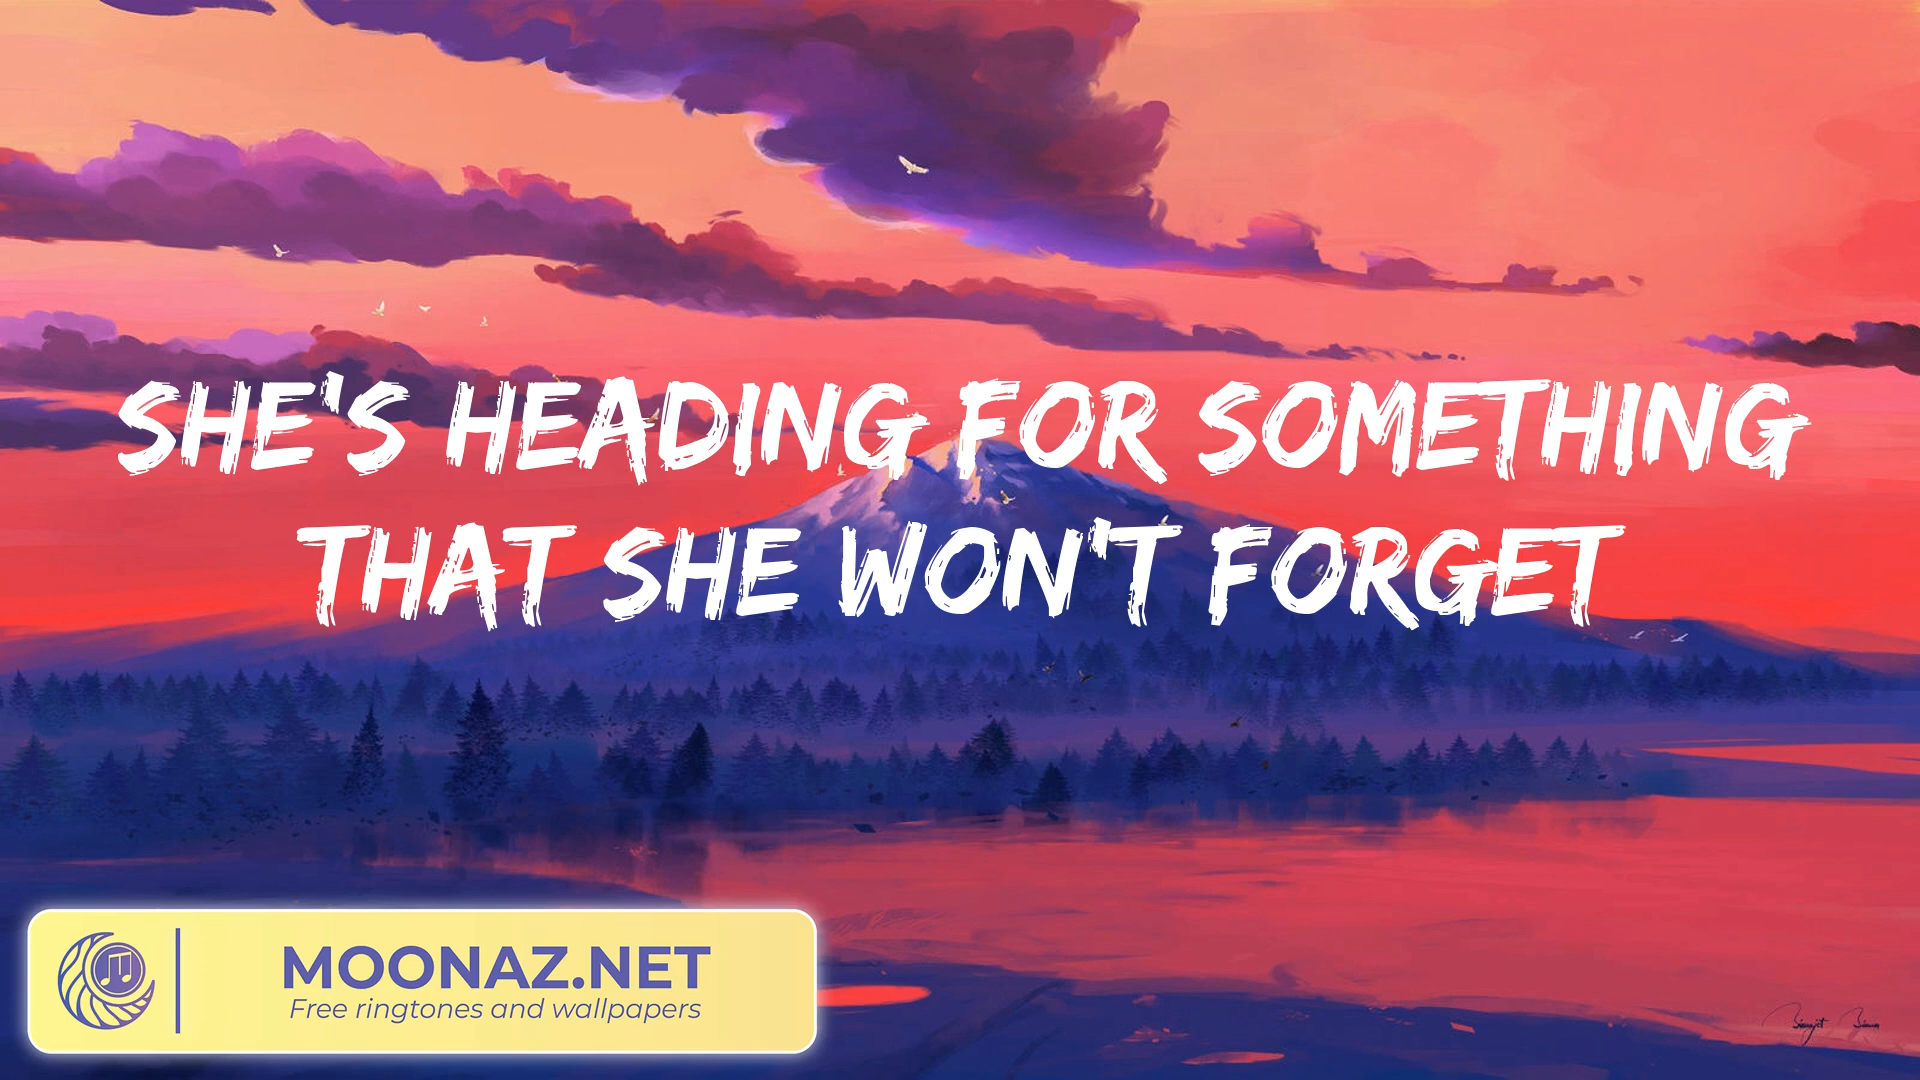 SHE'S HEADING FOR SOMETHING
THAT SHE WON'T FORGET
MOONAZ.NET
Free ringtones and wallpapers